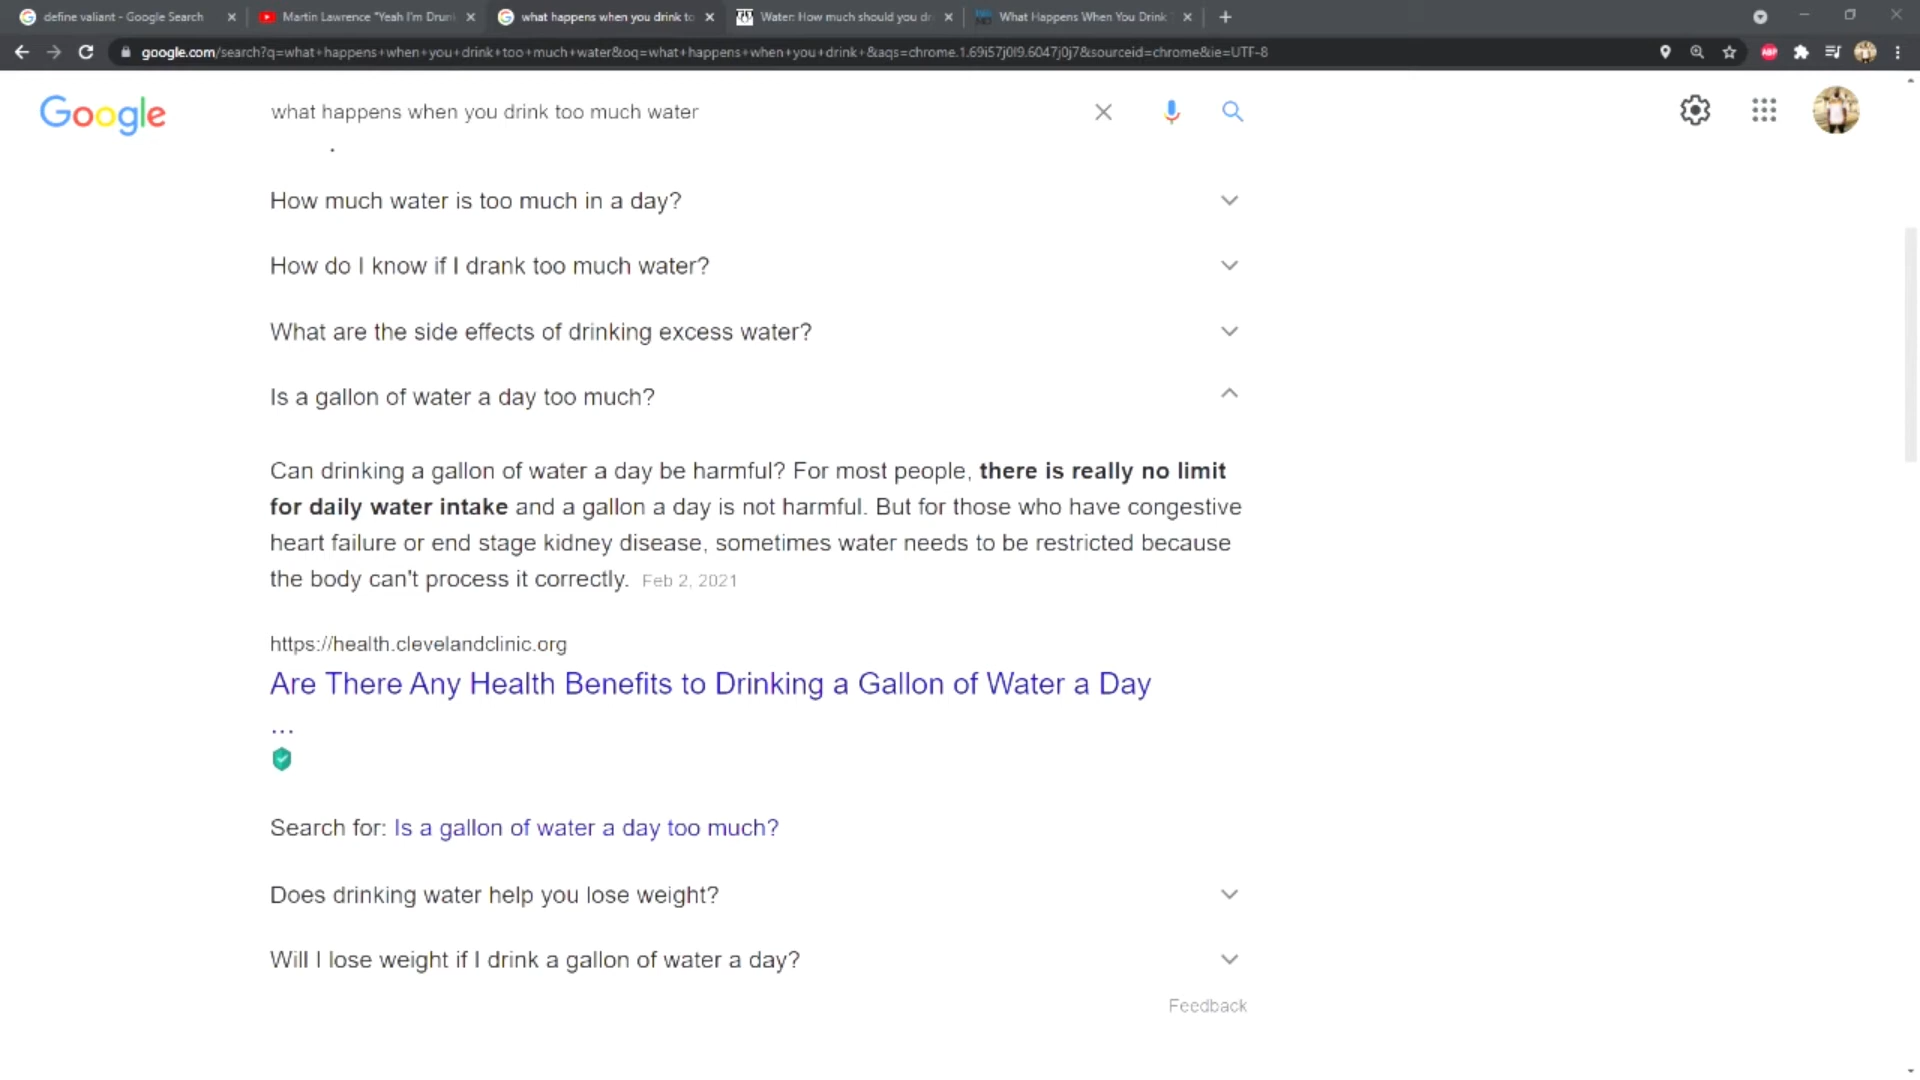 define valiant - Google Search
Martin Lawrence "Yeah I'm Drun
what happens when you drink to
Water: How much should you dr
What Happens When You Drink
google.com/search?q=what+happens+when+you+drink+too+much+water&oq=what+happens+when+you+drink+&aqs=chrome.1.69i57j0l9.6047j0j7&sourceid=chrome&ie=UTF-8
ABP
Google
what happens when you drink too much water
How much water is too much in a day?
How do I know if I drank too much water?
What are the side effects of drinking excess water?
Is a gallon of water a day too much?
Can drinking a gallon of water a day be harmful? For most people, there is really no limit
for daily water intake and a gallon a day is not harmful. But for those who have congestive
heart failure or end stage kidney disease, sometimes water needs to be restricted because
the body can't process it correctly. Feb 2, 2021
https://health.clevelandclinic.org
Are There Any Health Benefits to Drinking a Gallon of Water a Day
...
Search for: Is a gallon of water a day too much?
Does drinking water help you lose weight?
Will I lose weight if I drink a gallon of water a day?
Feedback